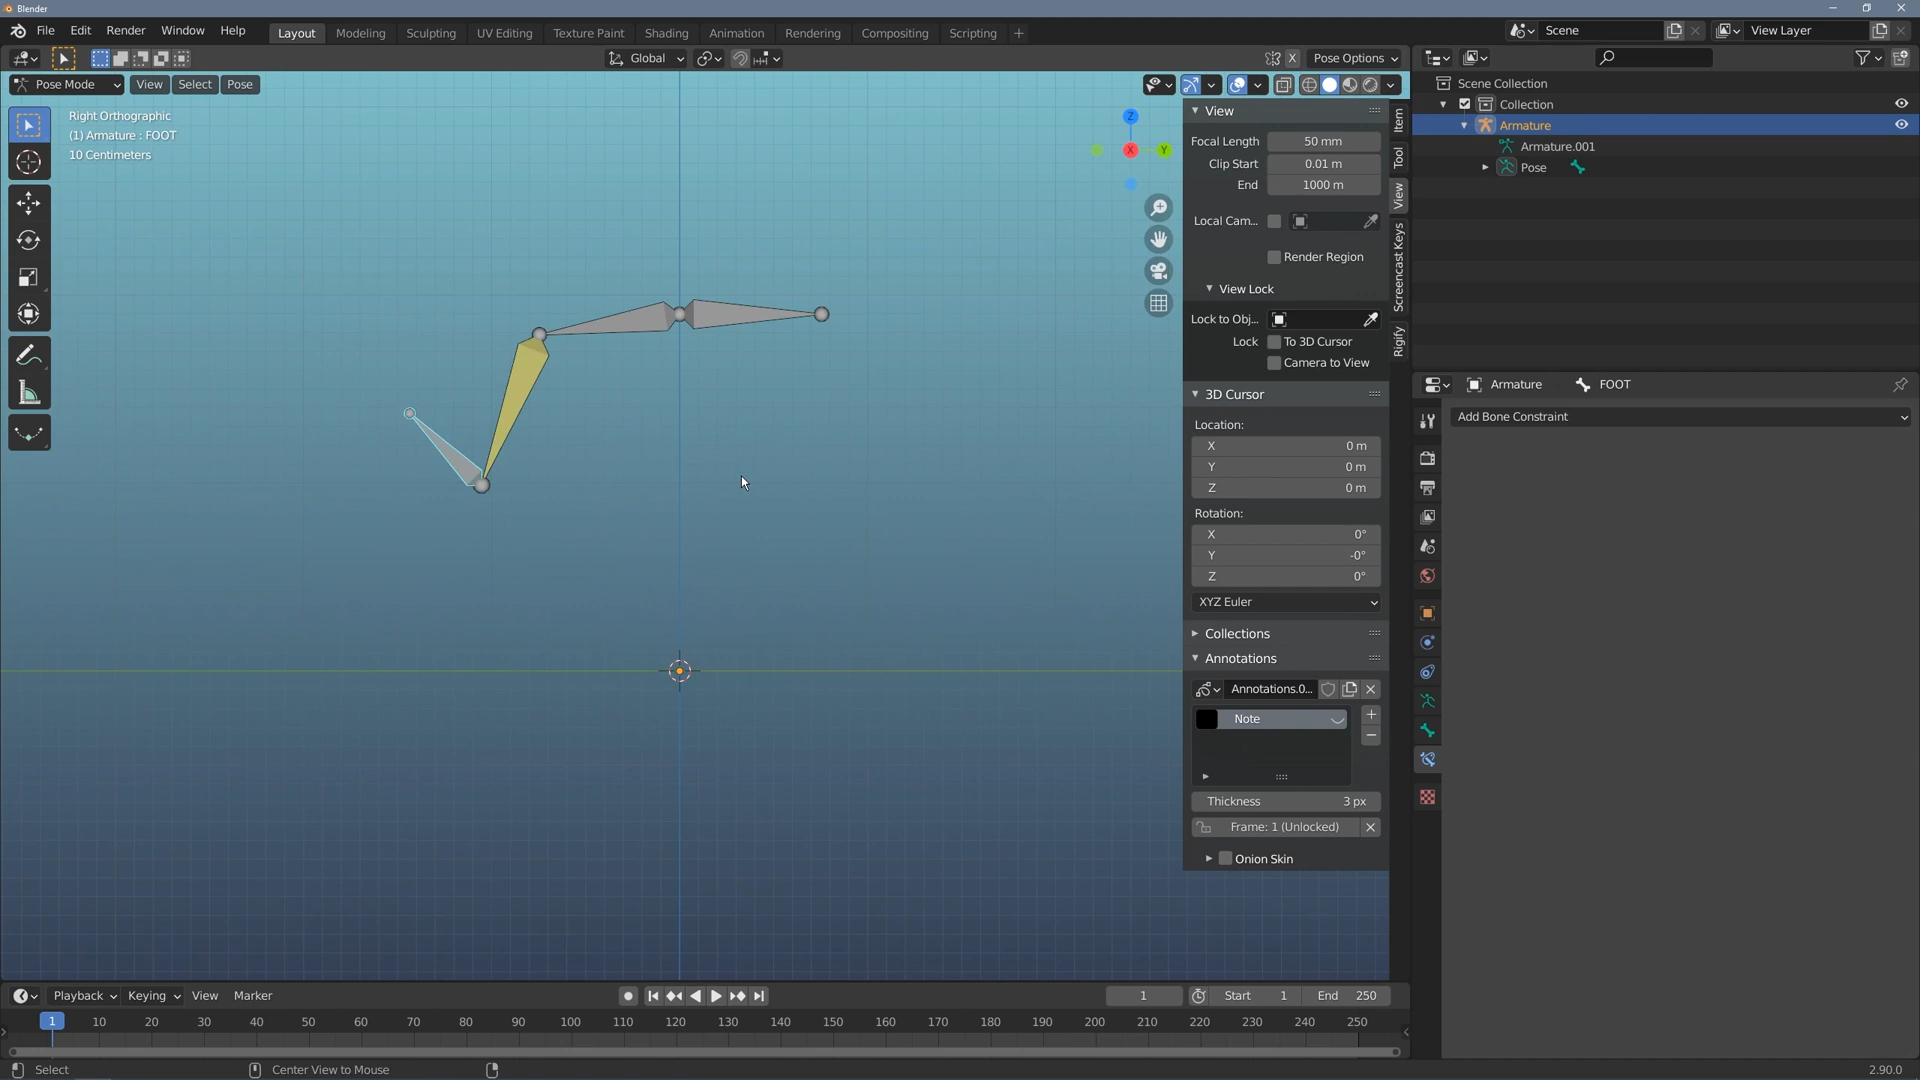 Blender
File Edit Render Window Help Layout Modeling Sculpting UV Editing Texture Paint Shading Animation Rendering Compositing Scripting + Scene View Layer
Global X Pose Options
Pose Mode View Select Pose
Right Orthographic
(1) Armature : FOOT
10 Centimeters
Z
X
Y
View
Focal Length 50 mm
Clip Start 0.01 m
End 1000 m
Local Cam...
Render Region
View Lock
Lock to Obj...
Lock To 3D Cursor
Camera to View
3D Cursor
Location:
X 0 m
Y 0 m
Z 0 m
Rotation:
X 0°
Y -0°
Z 0°
XYZ Euler
Collections
Annotations
Annotations.0...
Note
Thickness 3 px
Frame: 1 (Unlocked)
Onion Skin
Item
Tool
View
Screencast Keys
Rigify
Scene Collection
Collection
Armature
Armature.001
Pose
Armature FOOT
Add Bone Constraint
Playback Keying View Marker 1 Start 1 End 250
1 10 20 30 40 50 60 70 80 90 100 110 120 130 140 150 160 170 180 190 200 210 220 230 240 250
Select Center View to Mouse 2.90.0